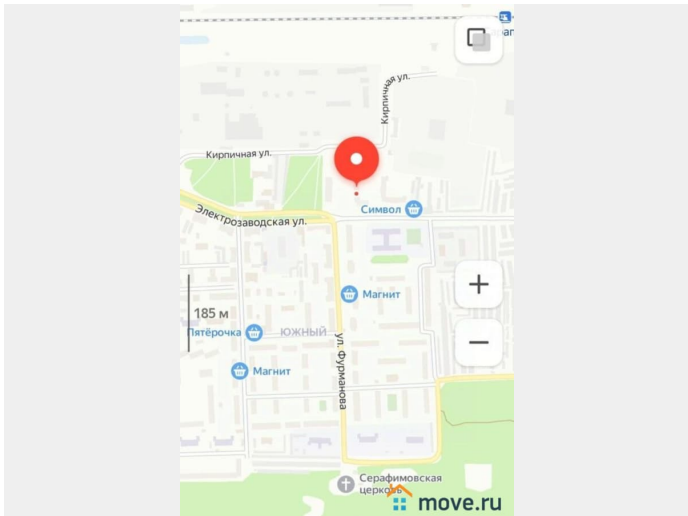 Кирпичная ул.
Кирпичная ул.
Электрозаводская ул.
Символ
185 м
Магнит
Пятёрочка
ЮЖНЫЙ
ул. Фурманова
Магнит
Серафимовская
церковь
move.ru